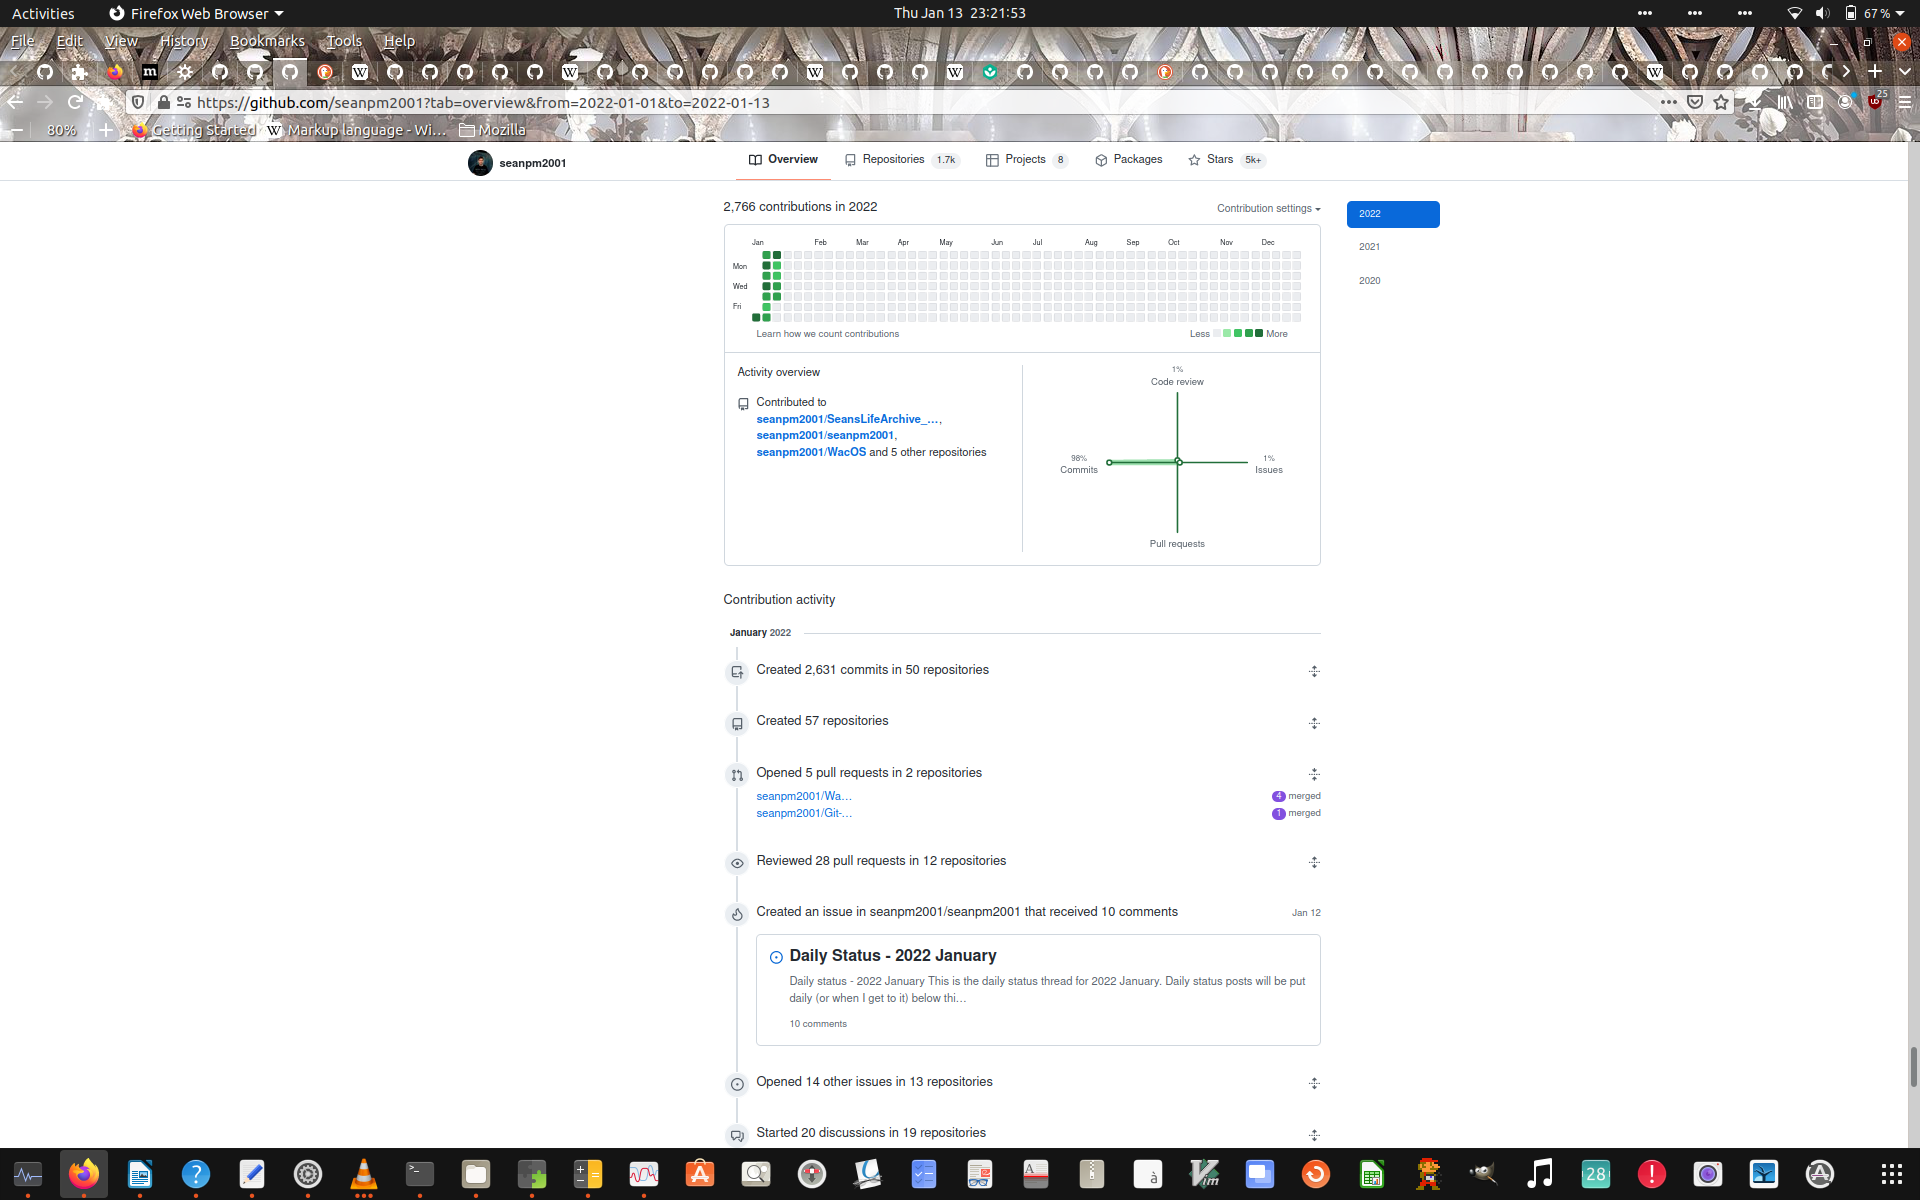 Activities
Firefox Web Browser
Thu Jan 13 23:21:53
67 %
File Edit View History Bookmarks Tools Help
https://github.com/seanpm2001?tab=overview&from=2022-01-01&to=2022-01-13
25
80%
Getting Started
Markup language - Wi...
Mozilla
seanpm2001
Overview
Repositories 1.7k
Projects 8
Packages
Stars 5k+
2,766 contributions in 2022
Contribution settings
2022
2021
2020
Jan Feb Mar Apr May Jun Jul Aug Sep Oct Nov Dec
Mon
Wed
Fri
Learn how we count contributions
Less More
Activity overview
Contributed to
seanpm2001/SeansLifeArchive_...,
seanpm2001/seanpm2001,
seanpm2001/WacOS and 5 other repositories
1%
Code review
98%
Commits
1%
Issues
Pull requests
Contribution activity
January 2022
Created 2,631 commits in 50 repositories
Created 57 repositories
Opened 5 pull requests in 2 repositories
seanpm2001/Wa...
4 merged
seanpm2001/Git-...
1 merged
Reviewed 28 pull requests in 12 repositories
Created an issue in seanpm2001/seanpm2001 that received 10 comments
Jan 12
Daily Status - 2022 January
Daily status - 2022 January This is the daily status thread for 2022 January. Daily status posts will be put
daily (or when I get to it) below thi...
10 comments
Opened 14 other issues in 13 repositories
Started 20 discussions in 19 repositories
28